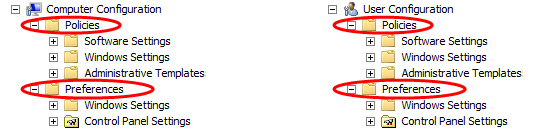 Computer Configuration
Policies
Software Settings
Windows Settings
Administrative Templates
Preferences
Windows Settings
Control Panel Settings
User Configuration
Policies
Software Settings
Windows Settings
Administrative Templates
Preferences
Windows Settings
Control Panel Settings